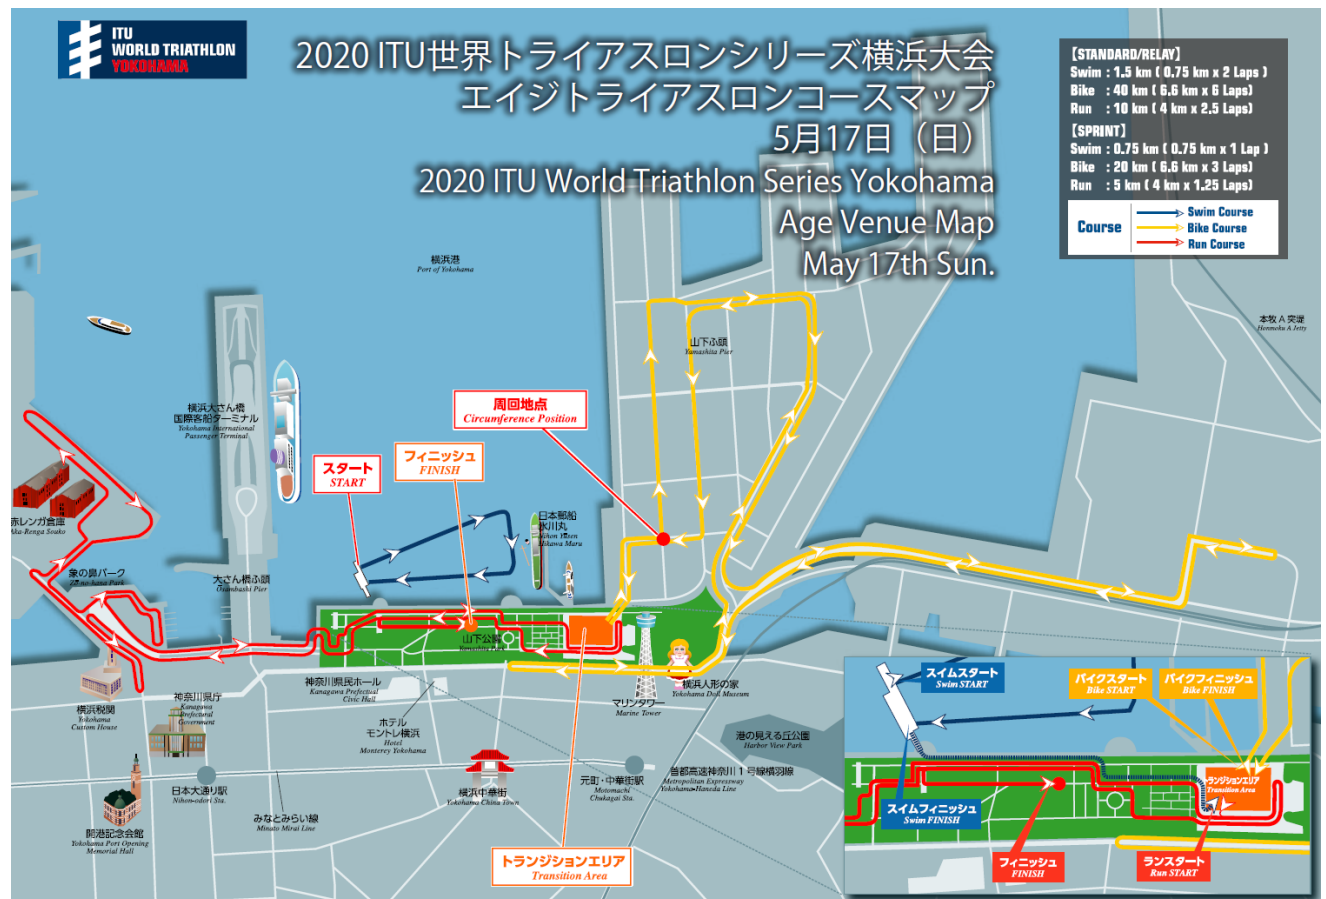 ITU
WORLD TRIATHLON
YOKOHAMA
2020 ITU世界トライアスロンシリーズ横浜大会
エイジトライアスロンコースマップ
5月17日（日）
2020 ITU World Triathlon Series Yokohama
Age Venue Map
May 17th Sun.
【STANDARD/RELAY】
Swim : 1.5 km ( 0.75 km x 2 Laps )
Bike : 40 km ( 6.6 km x 6 Laps)
Run : 10 km ( 4 km x 2.5 Laps)
【SPRINT】
Swim : 0.75 km ( 0.75 km x 1 Lap )
Bike : 20 km ( 6.6 km x 3 Laps)
Run : 5 km ( 4 km x 1.25 Laps)
Course
Swim Course
Bike Course
Run Course
横浜港
Port of Yokohama
本牧A突堤
Honmoku A Jetty
山下ふ頭
Yamashita Pier
横浜大さん橋
国際客船ターミナル
Yokohama International
Passenger Terminal
周回地点
Circumference Position
フィニッシュ
FINISH
スタート
START
日本郵船
氷川丸
Nihon Yusen
Hikawa Maru
赤レンガ倉庫
Aka-Renga Souko
象の鼻パーク
Zo-no-hana Park
大さん橋ふ頭
Osambashi Pier
山下公園
Yamashita Park
神奈川県民ホール
Kanagawa Prefectual
Civic Hall
横浜人形の家
Yokohama Doll Museum
マリンタワー
Marine Tower
横浜税関
Yokohama
Custom House
神奈川県庁
Kanagawa
Prefectural
Government
ホテル
モントレ横浜
Hotel
Monterey Yokohama
港の見える丘公園
Harbor View Park
日本大通り駅
Nihon-odori Sta.
横浜中華街
Yokohama China Town
元町・中華街駅
Motomachi
Chukagai Sta.
首都高速神奈川1号線横羽線
Metropolitan Expressway
Yokohama-Haneda Line
みなとみらい線
Minato Mirai Line
開港記念会館
Yokohama Port Opening
Memorial Hall
トランジションエリア
Transition Area
スイムスタート
Swim START
バイクスタート
Bike START
バイクフィニッシュ
Bike FINISH
トランジションエリア
Transition Area
スイムフィニッシュ
Swim FINISH
フィニッシュ
FINISH
ランスタート
Run START